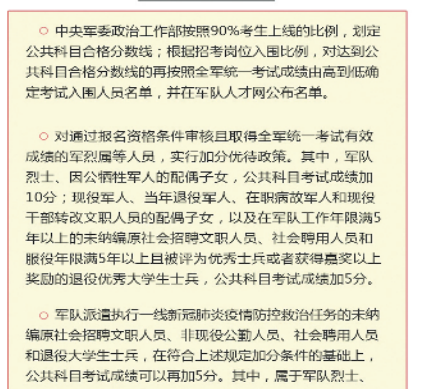 ○ 中央军委政治工作部按照90%考生上线的比例，划定
公共科目合格分数线；根据招考岗位入围比例，对达到公
共科目合格分数线的再按照全军统一考试成绩由高到低确
定考试入围人员名单，并在军队人才网公布名单。
○ 对通过报名资格条件审核且取得全军统一考试有效
成绩的军烈属等人员，实行加分优待政策。其中，军队
烈士、因公牺牲军人的配偶子女，公共科目考试成绩加
10分；现役军人、当年退役军人、在职病故军人和现役
干部转改文职人员的配偶子女，以及在军队工作年限满5
年以上的未纳编原社会招聘文职人员、社会聘用人员和
服役年限满5年以上且被评为优秀士兵或者获得嘉奖以上
奖励的退役优秀大学生士兵，公共科目考试成绩加5分。
○ 军队派遣执行一线新冠肺炎疫情防控救治任务的未纳
编原社会招聘文职人员、非现役公勤人员、社会聘用人员
和退役大学生士兵，在符合上述规定加分条件的基础上，
公共科目考试成绩可以再加5分。其中，属于军队烈士、